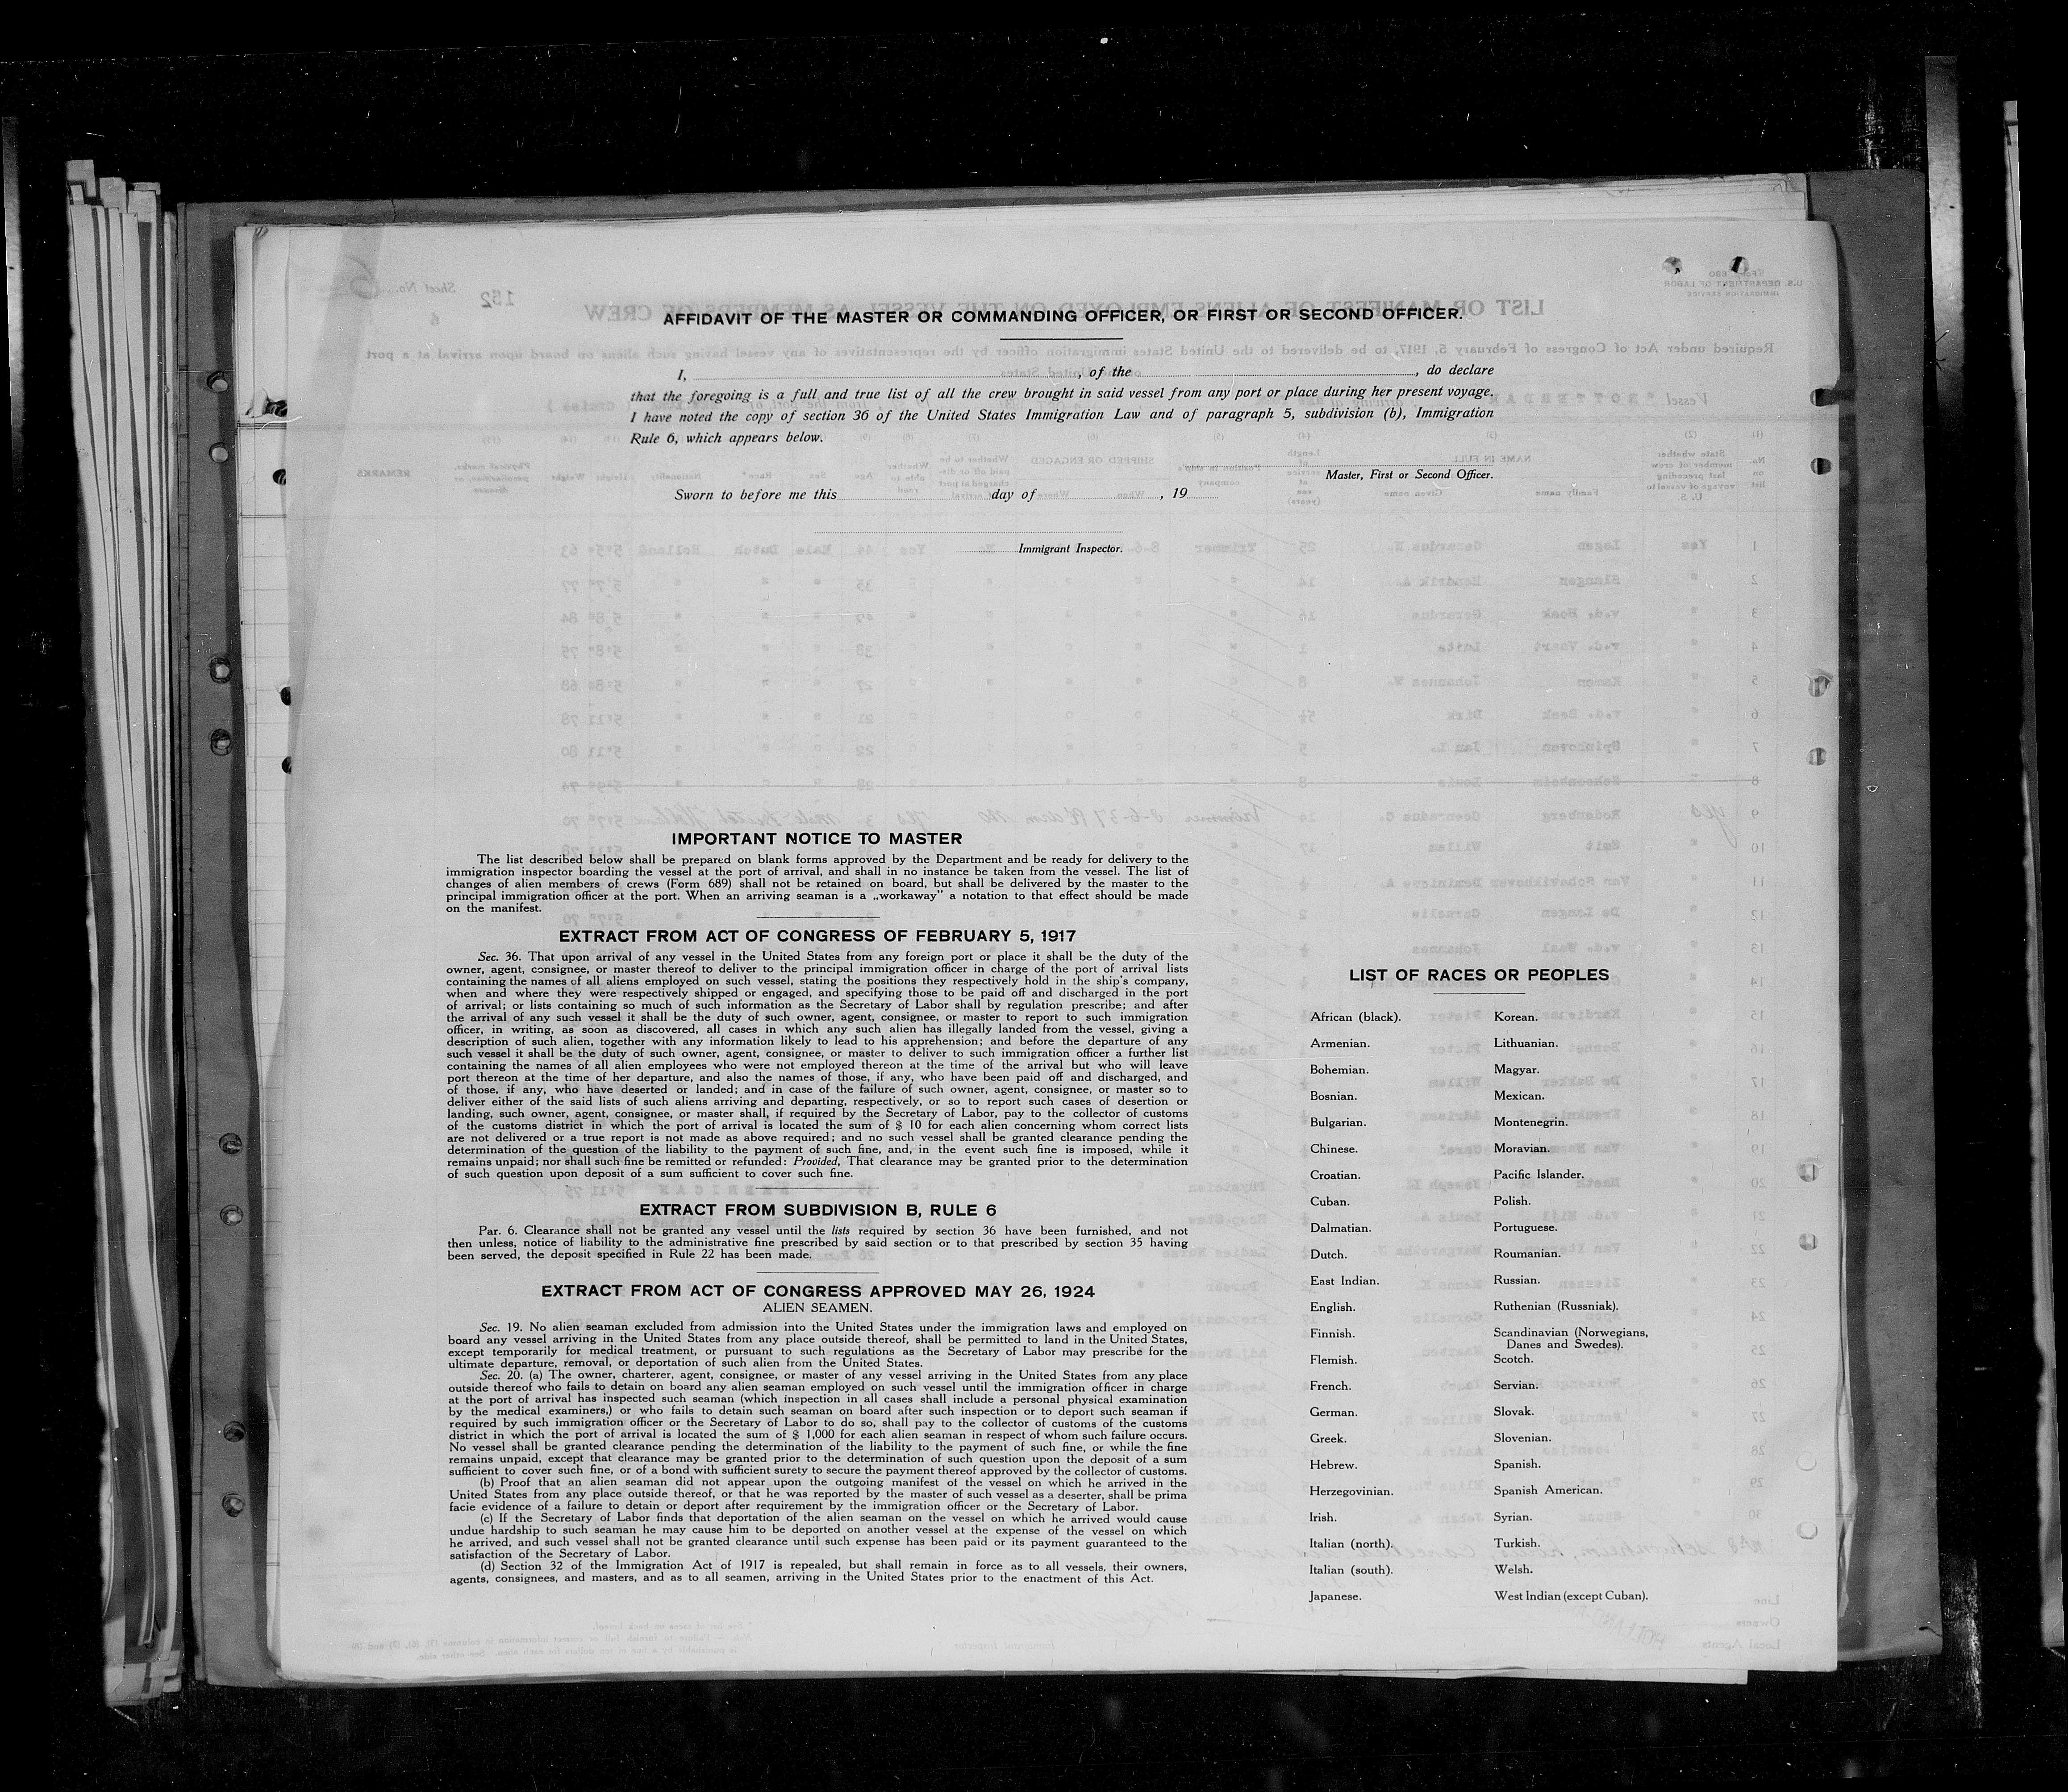 AFFIDAVIT OF THE MASTER OR COMMANDING OFFICER, OR FIRST OR SECOND OFFICER.
I, , of the , do declare
that the foregoing is a full and true list of all the crew brought in said vessel from any port or place during her present voyage.
I have noted the copy of section 36 of the United States Immigration Law and of paragraph 5, subdivision (b), Immigration
Rule 6, which appears below.
Master, First or Second Officer.
Sworn to before me this day of , 19
Immigrant Inspector.
IMPORTANT NOTICE TO MASTER
The list described below shall be prepared on blank forms approved by the Department and be ready for delivery to the
immigration inspector boarding the vessel at the port of arrival, and shall in no instance be taken from the vessel. The list of
changes of alien members of crews (Form 689) shall not be retained on board, but shall be delivered by the master to the
principal immigration officer at the port. When an arriving seaman is a „workaway" a notation to that effect should be made
on the manifest.
EXTRACT FROM ACT OF CONGRESS OF FEBRUARY 5, 1917
Sec. 36. That upon arrival of any vessel in the United States from any foreign port or place it shall be the duty of the
owner, agent, consignee, or master thereof to deliver to the principal immigration officer in charge of the port of arrival lists
containing the names of all aliens employed on such vessel, stating the positions they respectively hold in the ship's company,
when and where they were respectively shipped or engaged, and specifying those to be paid off and discharged in the port
of arrival; or lists containing so much of such information as the Secretary of Labor shall by regulation prescribe; and after
the arrival of any such vessel it shall be the duty of such owner, agent, consignee, or master to report to such immigration
officer, in writing, as soon as discovered, all cases in which any such alien has illegally landed from the vessel, giving a
description of such alien, together with any information likely to lead to his apprehension; and before the departure of any
such vessel it shall be the duty of such owner, agent, consignee, or master to deliver to such immigration officer a further list
containing the names of all alien employees who were not employed thereon at the time of the arrival but who will leave
port thereon at the time of her departure, and also the names of those, if any, who have been paid off and discharged, and
of those, if any, who have deserted or landed; and in case of the failure of such owner, agent, consignee, or master so to
deliver either of the said lists of such aliens arriving and departing, respectively, or so to report such cases of desertion or
landing, such owner, agent, consignee, or master shall, if required by the Secretary of Labor, pay to the collector of customs
of the customs district in which the port of arrival is located the sum of $ 10 for each alien concerning whom correct lists
are not delivered or a true report is not made as above required; and no such vessel shall be granted clearance pending the
determination of the question of the liability to the payment of such fine, and, in the event such fine is imposed, while it
remains unpaid; nor shall such fine be remitted or refunded: Provided, That clearance may be granted prior to the determination
of such question upon deposit of a sum sufficient to cover such fine.
EXTRACT FROM SUBDIVISION B, RULE 6
Par. 6. Clearance shall not be granted any vessel until the lists required by section 36 have been furnished, and not
then unless, notice of liability to the administrative fine prescribed by said section or to that prescribed by section 35 having
been served, the deposit specified in Rule 22 has been made.
EXTRACT FROM ACT OF CONGRESS APPROVED MAY 26, 1924
ALIEN SEAMEN.
Sec. 19. No alien seaman excluded from admission into the United States under the immigration laws and employed on
board any vessel arriving in the United States from any place outside thereof, shall be permitted to land in the United States,
except temporarily for medical treatment, or pursuant to such regulations as the Secretary of Labor may prescribe for the
ultimate departure, removal, or deportation of such alien from the United States.
Sec. 20. (a) The owner, charterer, agent, consignee, or master of any vessel arriving in the United States from any place
outside thereof who fails to detain on board any alien seaman employed on such vessel until the immigration officer in charge
at the port of arrival has inspected such seaman (which inspection in all cases shall include a personal physical examination
by the medical examiners,) or who fails to detain such seaman on board after such inspection or to deport such seaman if
required by such immigration officer or the Secretary of Labor to do so, shall pay to the collector of customs of the customs
district in which the port of arrival is located the sum of $ 1,000 for each alien seaman in respect of whom such failure occurs.
No vessel shall be granted clearance pending the determination of the liability to the payment of such fine, or while the fine
remains unpaid, except that clearance may be granted prior to the determination of such question upon the deposit of a sum
sufficient to cover such fine, or of a bond with sufficient surety to secure the payment thereof approved by the collector of customs.
(b) Proof that an alien seaman did not appear upon the outgoing manifest of the vessel on which he arrived in the
United States from any place outside thereof, or that he was reported by the master of such vessel as a deserter, shall be prima
facie evidence of a failure to detain or deport after requirement by the immigration officer or the Secretary of Labor.
(c) If the Secretary of Labor finds that deportation of the alien seaman on the vessel on which he arrived would cause
undue hardship to such seaman he may cause him to be deported on another vessel at the expense of the vessel on which
he arrived, and such vessel shall not be granted clearance until such expense has been paid or its payment guaranteed to the
satisfaction of the Secretary of Labor.
(d) Section 32 of the Immigration Act of 1917 is repealed, but shall remain in force as to all vessels, their owners,
agents, consignees, and masters, and as to all seamen, arriving in the United States prior to the enactment of this Act.
LIST OF RACES OR PEOPLES
African (black).
Armenian.
Bohemian.
Bosnian.
Bulgarian.
Chinese.
Croatian.
Cuban.
Dalmatian.
Dutch.
East Indian.
English.
Finnish.
Flemish.
French.
German.
Greek.
Hebrew.
Herzegovinian.
Irish.
Italian (north).
Italian (south).
Japanese.
Korean.
Lithuanian.
Magyar.
Mexican.
Montenegrin.
Moravian.
Pacific Islander.
Polish.
Portuguese.
Roumanian.
Russian.
Ruthenian (Russniak).
Scandinavian (Norwegians,
Danes and Swedes).
Scotch.
Servian.
Slovak.
Slovenian.
Spanish.
Spanish American.
Syrian.
Turkish.
Welsh.
West Indian (except Cuban).